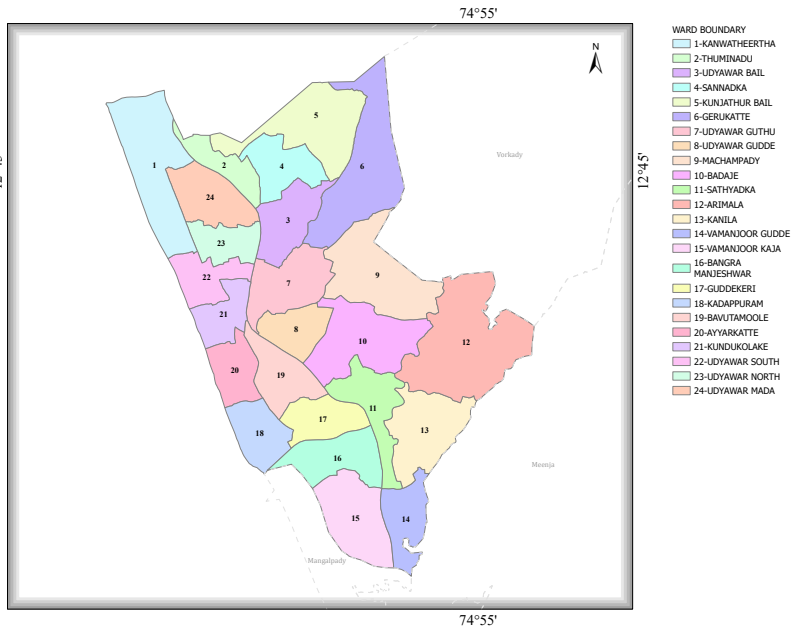 74°55'
WARD BOUNDARY
1-KANWATHEERTHA
2-THUMINADU
3-UDYAWAR BAIL
4-SANNADKA
5-KUNJATHUR BAIL
6-GERUKATTE
7-UDYAWAR GUTHU
8-UDYAWAR GUDDE
9-MACHAMPADY
10-BADAJE
11-SATHYADKA
12-ARIMALA
13-KANILA
14-VAMANJOOR GUDDE
15-VAMANJOOR KAJA
16-BANGRA
MANJESHWAR
17-GUDDEKERI
18-KADAPPURAM
19-BAVUTAMOOLE
20-AYYARKATTE
21-KUNDUKOLAKE
22-UDYAWAR SOUTH
23-UDYAWAR NORTH
24-UDYAWAR MADA
N
5
Vorkady
1
2
4
6
12°45'
24
3
23
22
9
7
21
8
10
12
20
19
11
17
18
13
16
Meenja
15
14
Mangalpady
74°55'